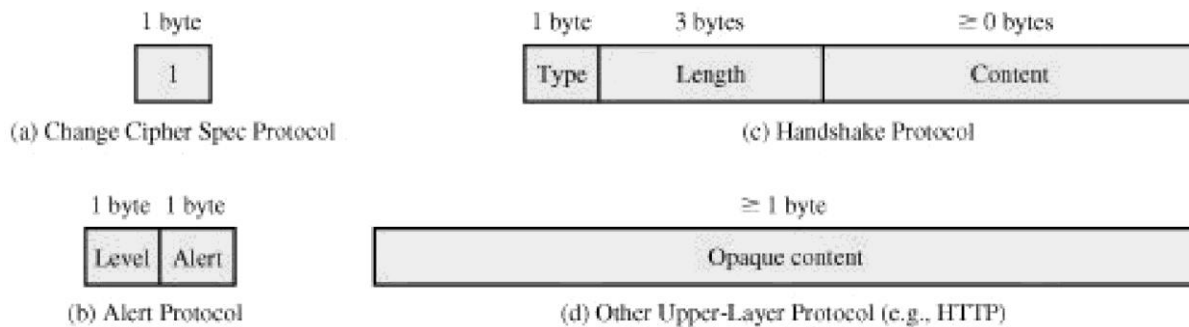 1 byte
1
(a) Change Cipher Spec Protocol
1 byte 3 bytes ≥ 0 bytes
Type Length Content
(c) Handshake Protocol
1 byte 1 byte
Level Alert
(b) Alert Protocol
≥ 1 byte
Opaque content
(d) Other Upper-Layer Protocol (e.g., HTTP)